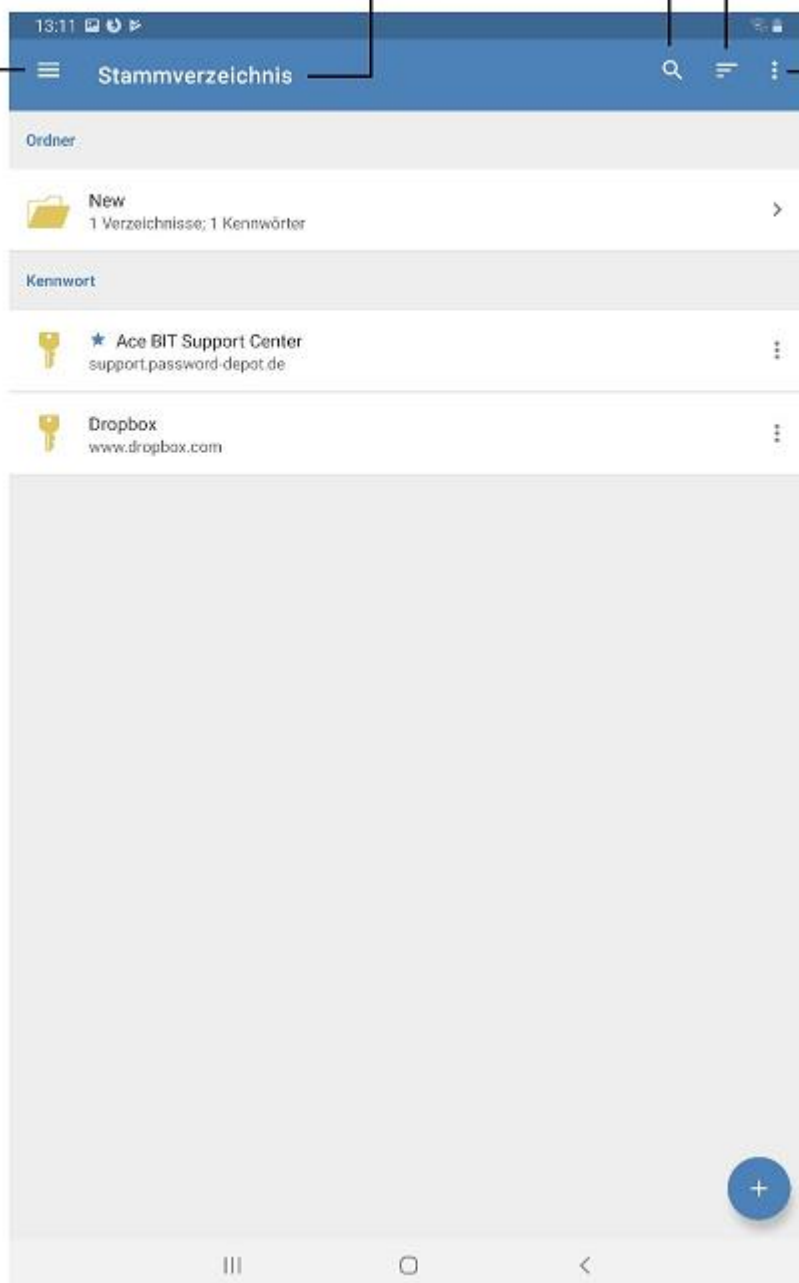 13:11
Stammverzeichnis
Ordner
New
1 Verzeichnisse; 1 Kennwörter
Kennwort
Ace BIT Support Center
support.password-depot.de
Dropbox
www.dropbox.com